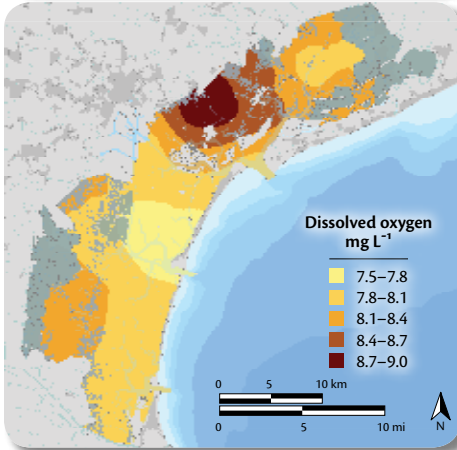 Dissolved oxygen
mg L⁻¹
7.5–7.8
7.8–8.1
8.1–8.4
8.4–8.7
8.7–9.0
0 5 10 km
0 5 10 mi
N